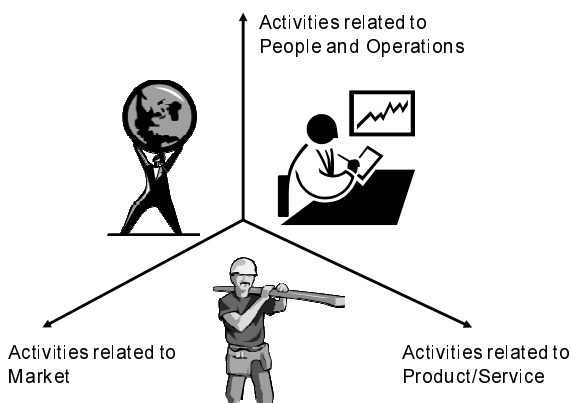 Activities related to
People and Operations
Activities related to
Market
Activities related to
Product/Service